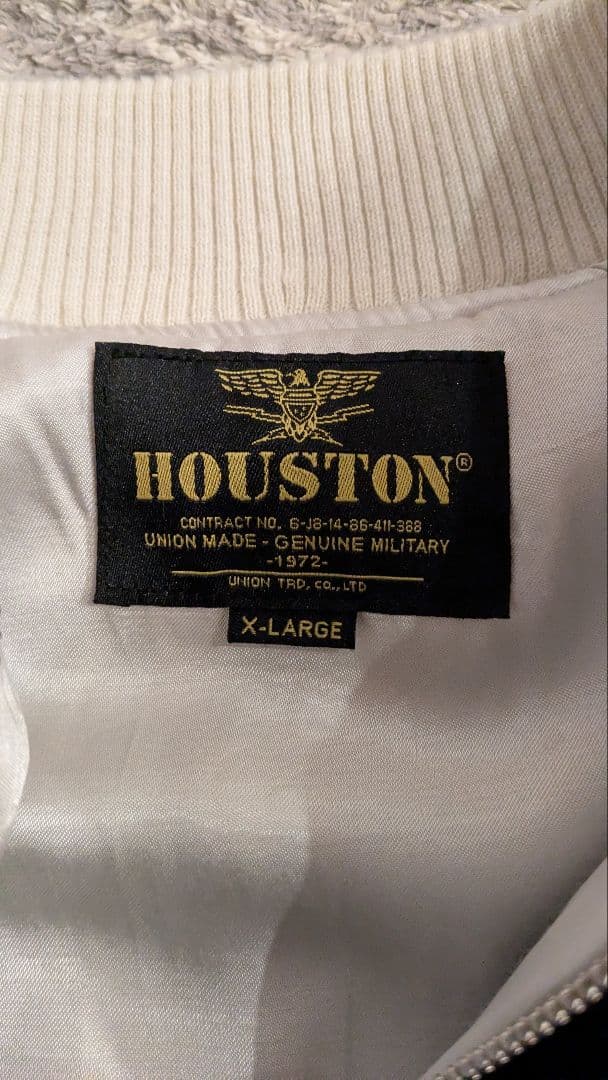 HOUSTON®
CONTRACT NO. 6-J8-14-86-411-388
UNION MADE - GENUINE MILITARY
-1972-
UNION TRD. CO., LTD
X-LARGE